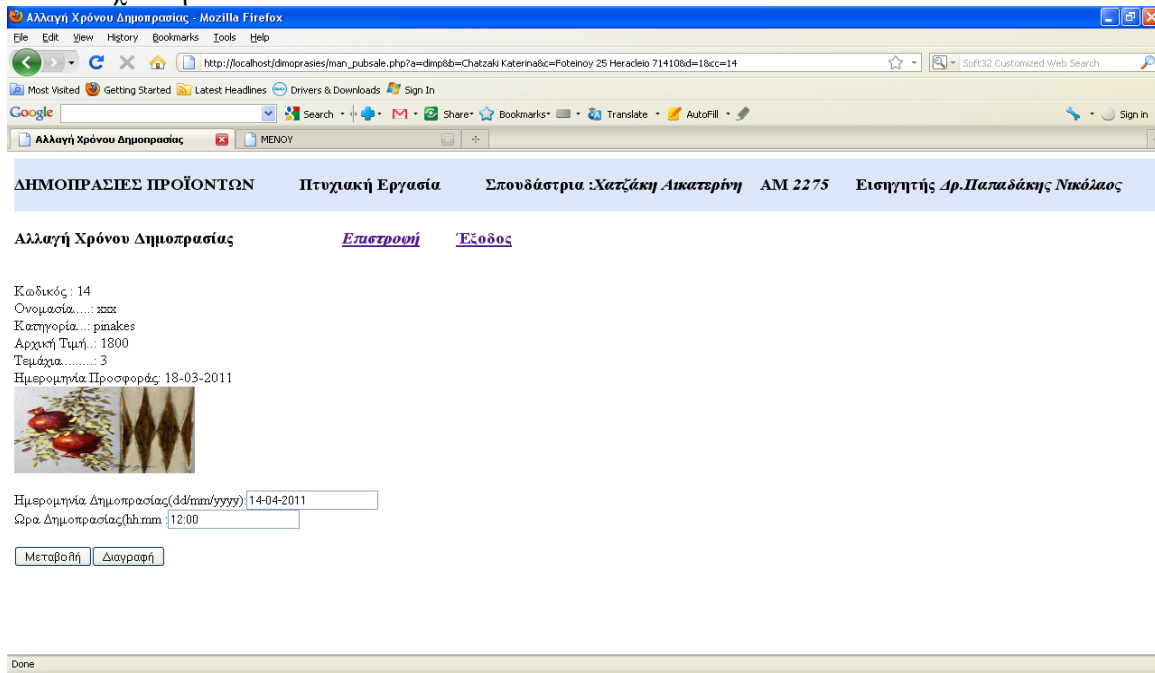 Αλλαγή Χρόνου Δημοπρασίας - Mozilla Firefox
File Edit View History Bookmarks Tools Help
http://localhost/dimoprasies/man_pubsale.php?a=dimp&b=Chatzaki Katerina&c=Foteinoy 25 Heracleio 71410&d=1&cc=14 Soft32 Customized Web Search
Most Visited Getting Started Latest Headlines Drivers & Downloads Sign In
Google Search Share Bookmarks Translate AutoFill Sign in
Αλλαγή Χρόνου Δημοπρασίας ΜΕΝΟΥ
ΔΗΜΟΠΡΑΣΙΕΣ ΠΡΟΪΟΝΤΩΝ Πτυχιακή Εργασία Σπουδάστρια :Χατζάκη Αικατερίνη ΑΜ 2275 Εισηγητής Δρ.Παπαδάκης Νικόλαος
Αλλαγή Χρόνου Δημοπρασίας Επιστροφή Έξοδος
Κωδικός : 14
Ονομασία.....: xxx
Κατηγορία...: pinakes
Αρχική Τιμή..: 1800
Τεμάχια.........: 3
Ημερομηνία Προσφοράς: 18-03-2011
Ημερομηνία Δημοπρασίας(dd/mm/yyyy): 14-04-2011
Ωρα Δημοπρασίας(hh:mm : 12:00
Μεταβολή Διαγραφή
Done